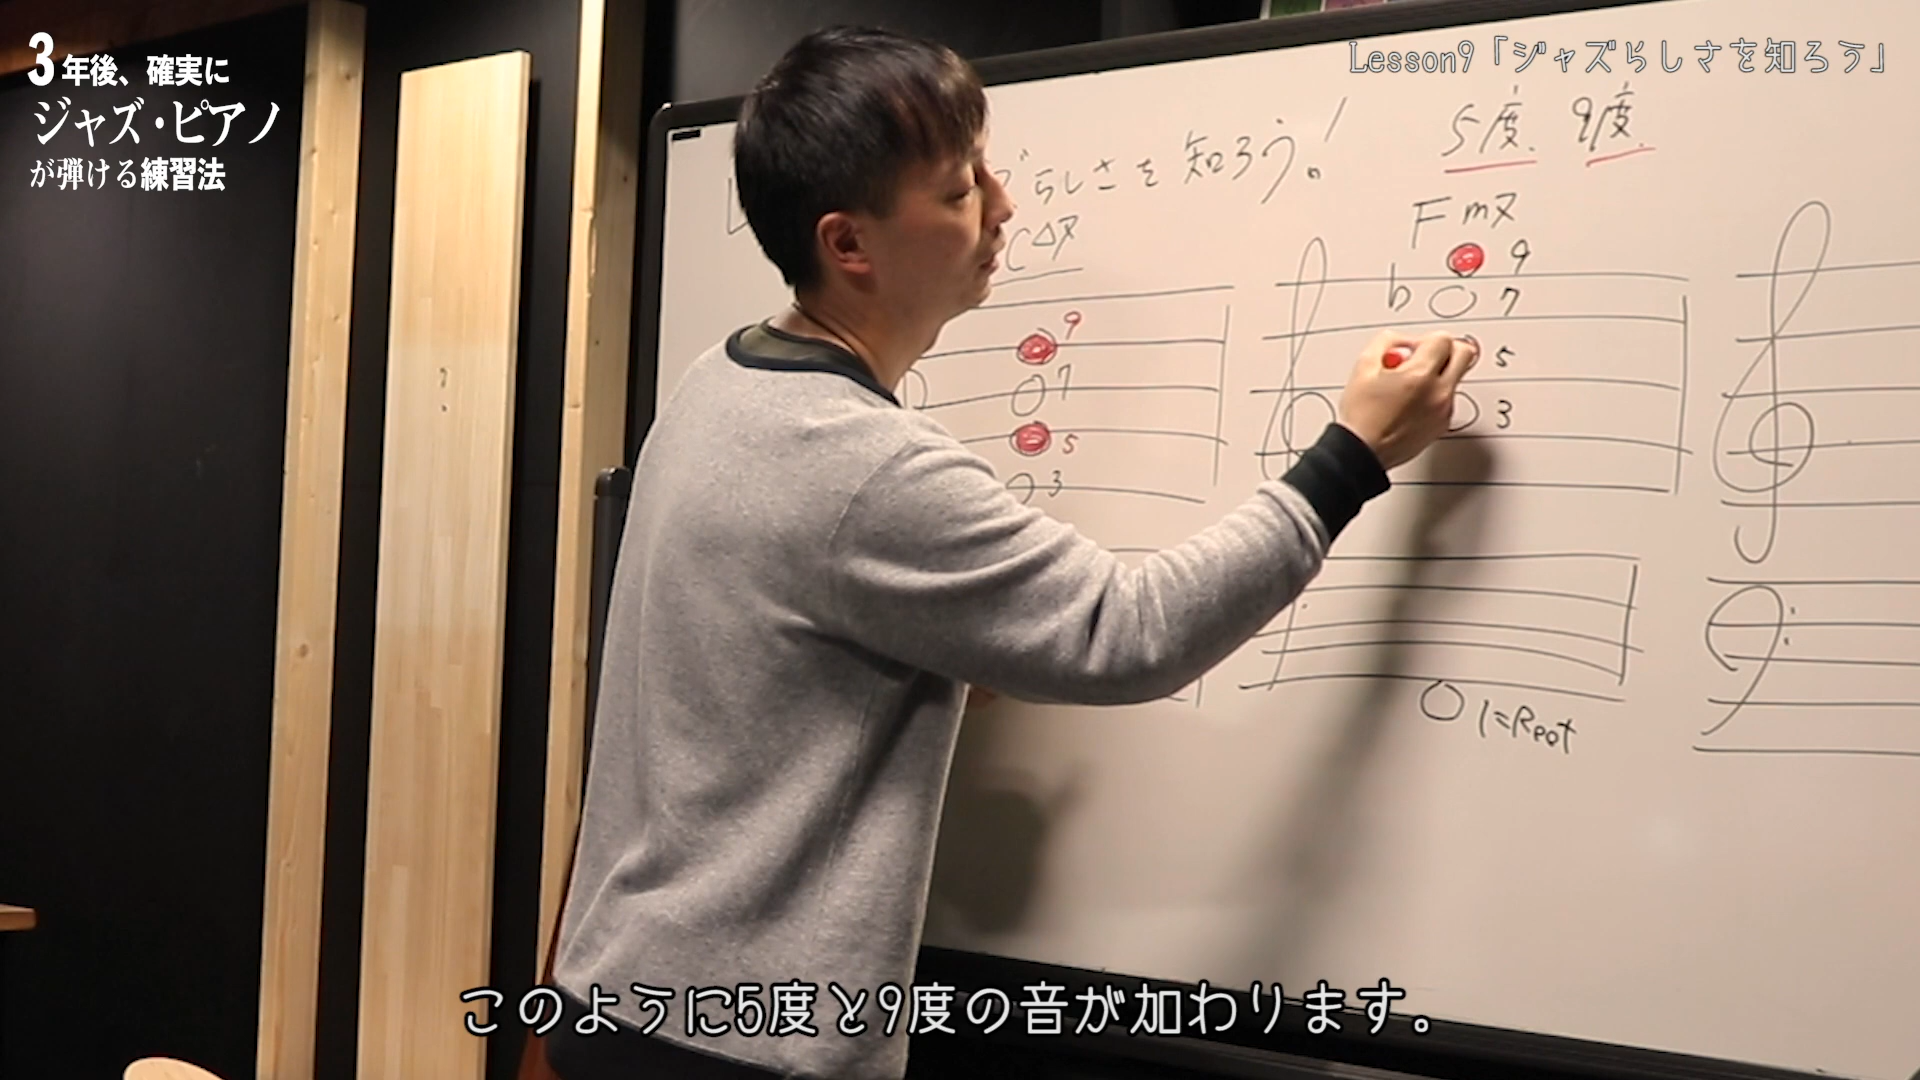 3年後、確実に
ジャズ・ピアノ
が弾ける練習法
Lesson9「ジャズらしさを知ろう」
ズらしさを知ろう! 5度. 9度.
C△7
Fm7
9
7
5
3
9
b 7
5
3
1=Root
このように5度と9度の音が加わります。